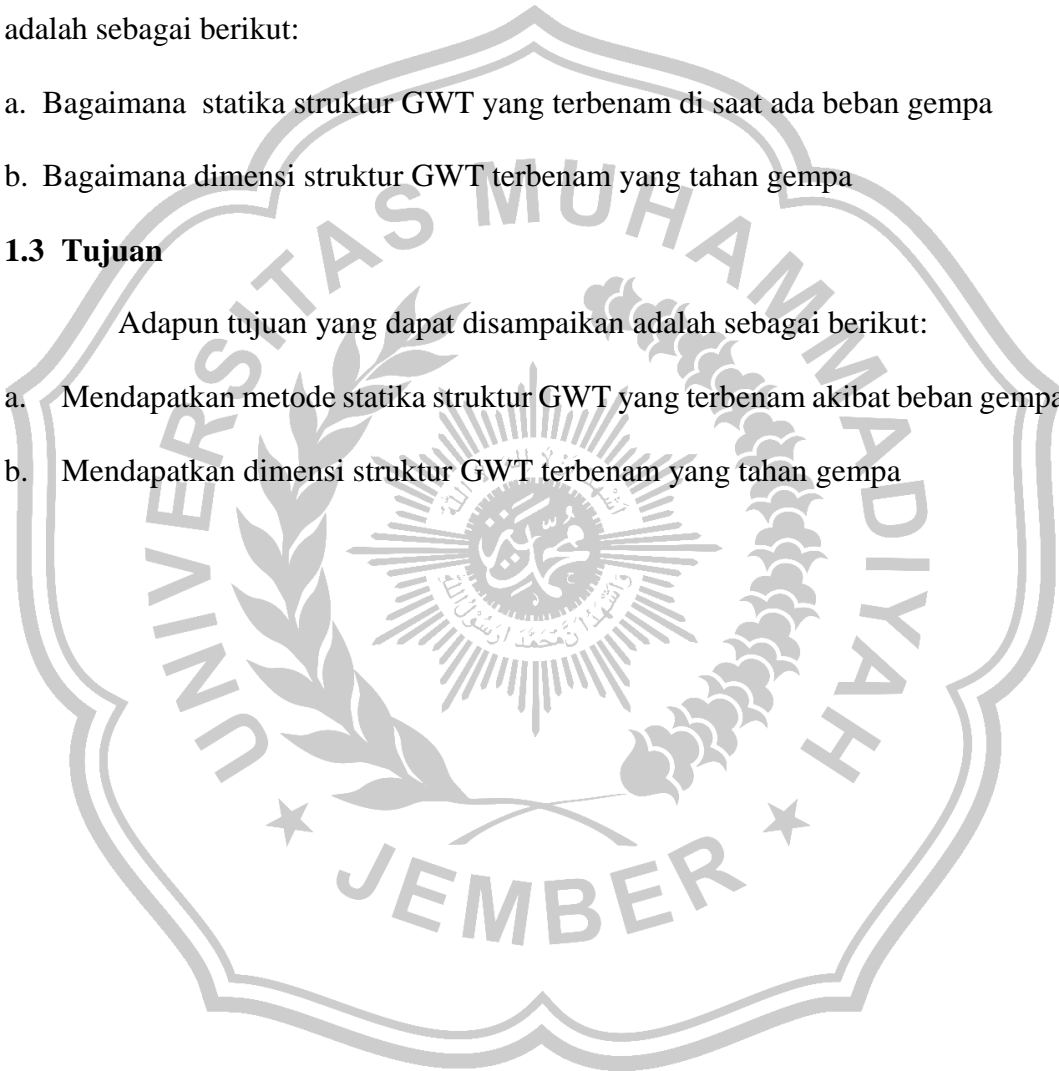 adalah sebagai berikut:
a. Bagaimana statika struktur GWT yang terbenam di saat ada beban gempa
b. Bagaimana dimensi struktur GWT terbenam yang tahan gempa
1.3 Tujuan
Adapun tujuan yang dapat disampaikan adalah sebagai berikut:
a. Mendapatkan metode statika struktur GWT yang terbenam akibat beban gempa
b. Mendapatkan dimensi struktur GWT terbenam yang tahan gempa
UNIVERSITAS MUHAMMADIYAH
JEMBER